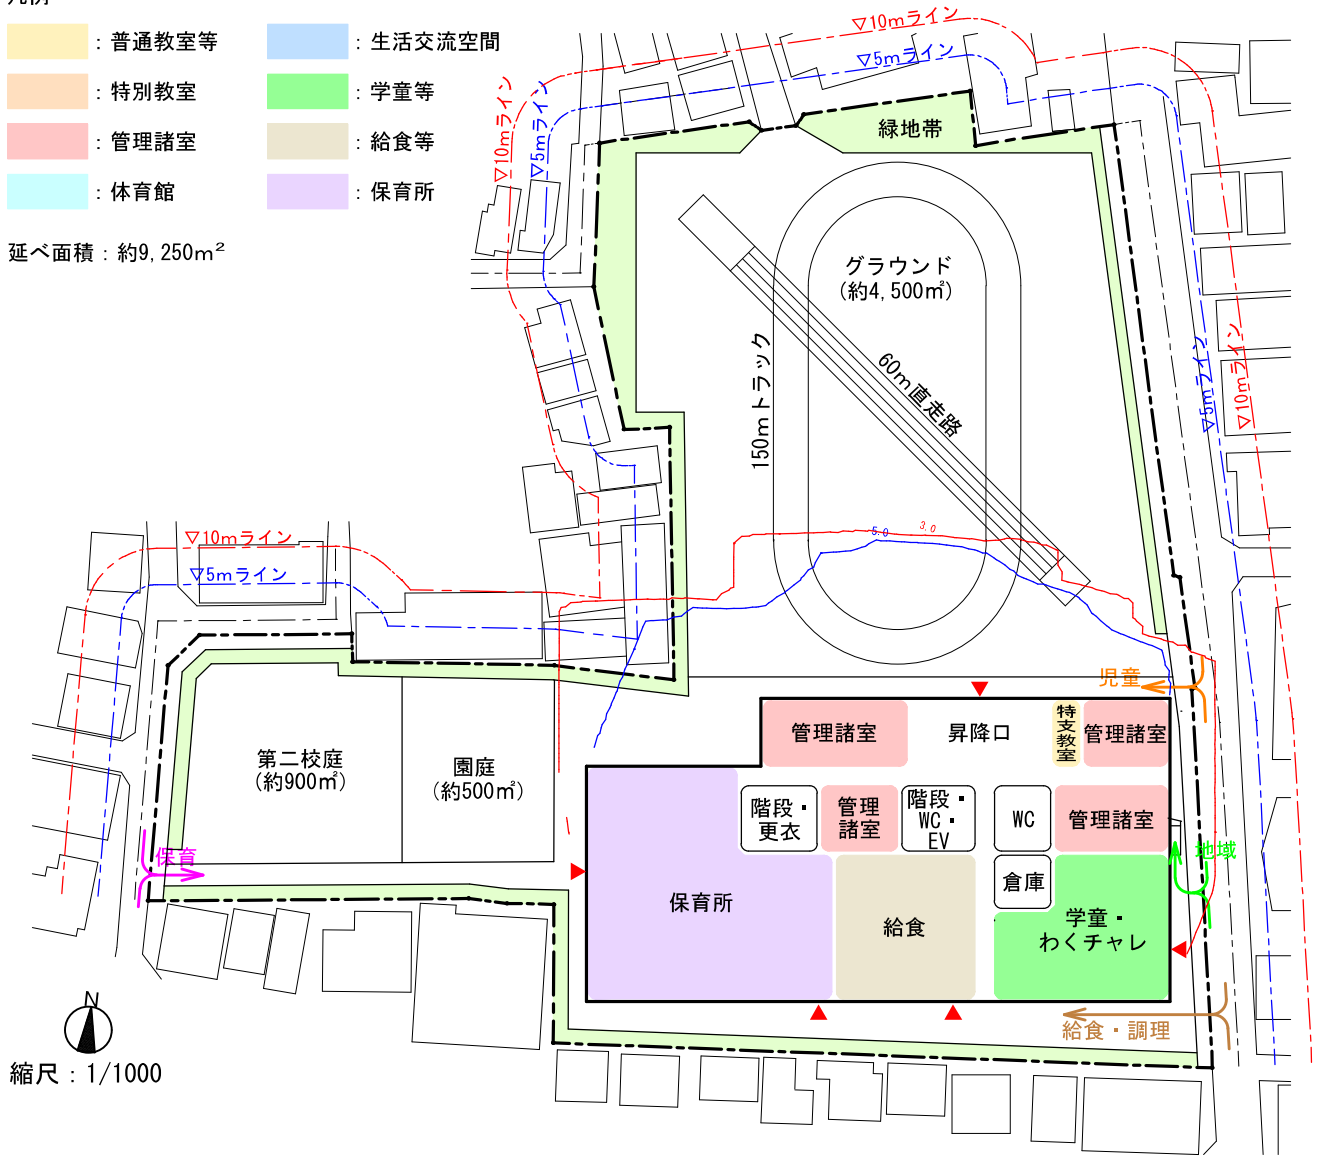 凡例
：普通教室等
：生活交流空間
：特別教室
：学童等
：管理諸室
：給食等
：体育館
：保育所
延べ面積：約9,250m²
▽10mライン
▽5mライン
▽10mライン
▽5mライン
緑地帯
グラウンド
(約4,500㎡)
150mトラック
60m直走路
▽5mライン
▽10mライン
5.0
3.0
▽10mライン
▽5mライン
児童
管理諸室
昇降口
特支教室
管理諸室
第二校庭
(約900㎡)
園庭
(約500㎡)
階段・
更衣
管理
諸室
階段・
WC・
EV
WC
管理諸室
保育
地域
倉庫
保育所
給食
学童・
わくチャレ
給食・調理
N
縮尺：1/1000